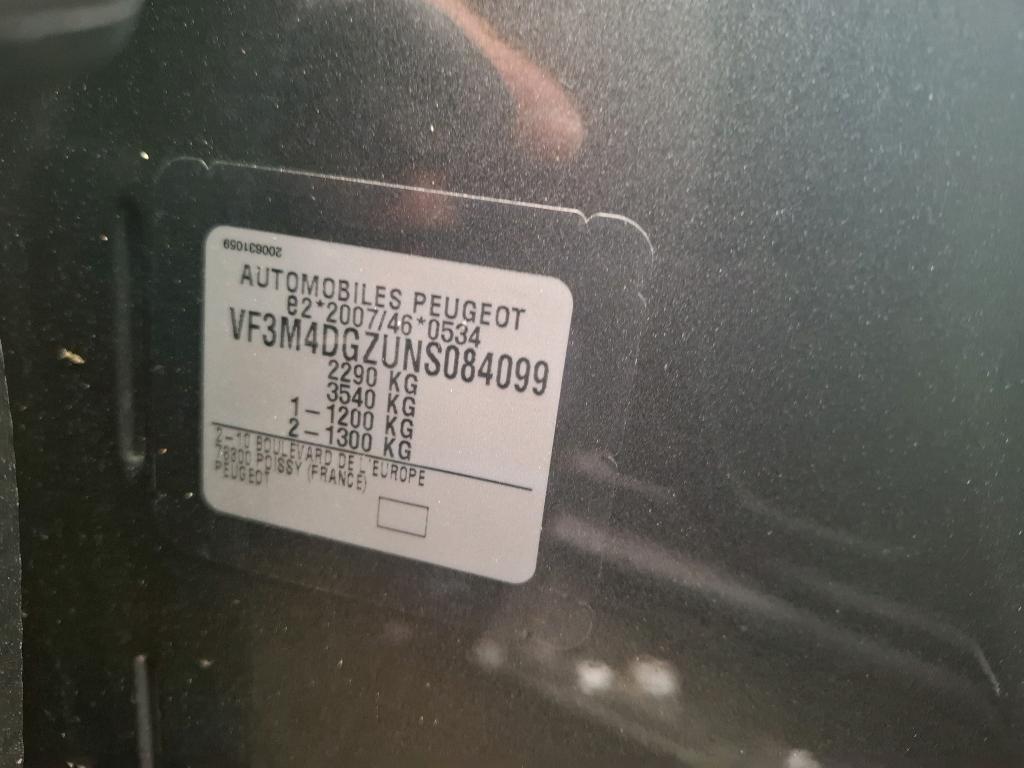 200631059
AUTOMOBILES PEUGEOT
e2*2007/46*0534
VF3M4DGZUNS084099
2290 KG
3540 KG
1-1200 KG
2-1300 KG
2-10 BOULEVARD DE L'EUROPE
78300 POISSY (FRANCE)
PEUGEOT